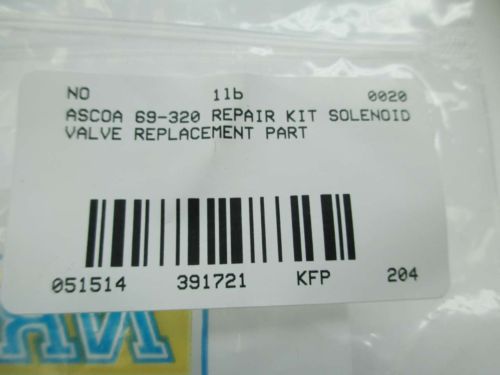 NO 11b 0020
ASCOA 69-320 REPAIR KIT SOLENOID
VALVE REPLACEMENT PART
051514 391721 KFP 204